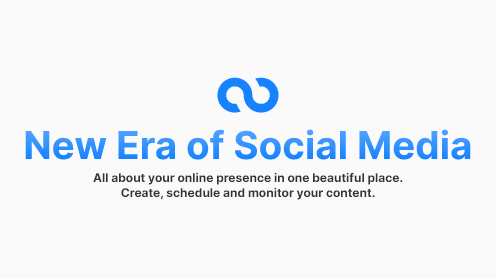 New Era of Social Media
All about your online presence in one beautiful place.
Create, schedule and monitor your content.